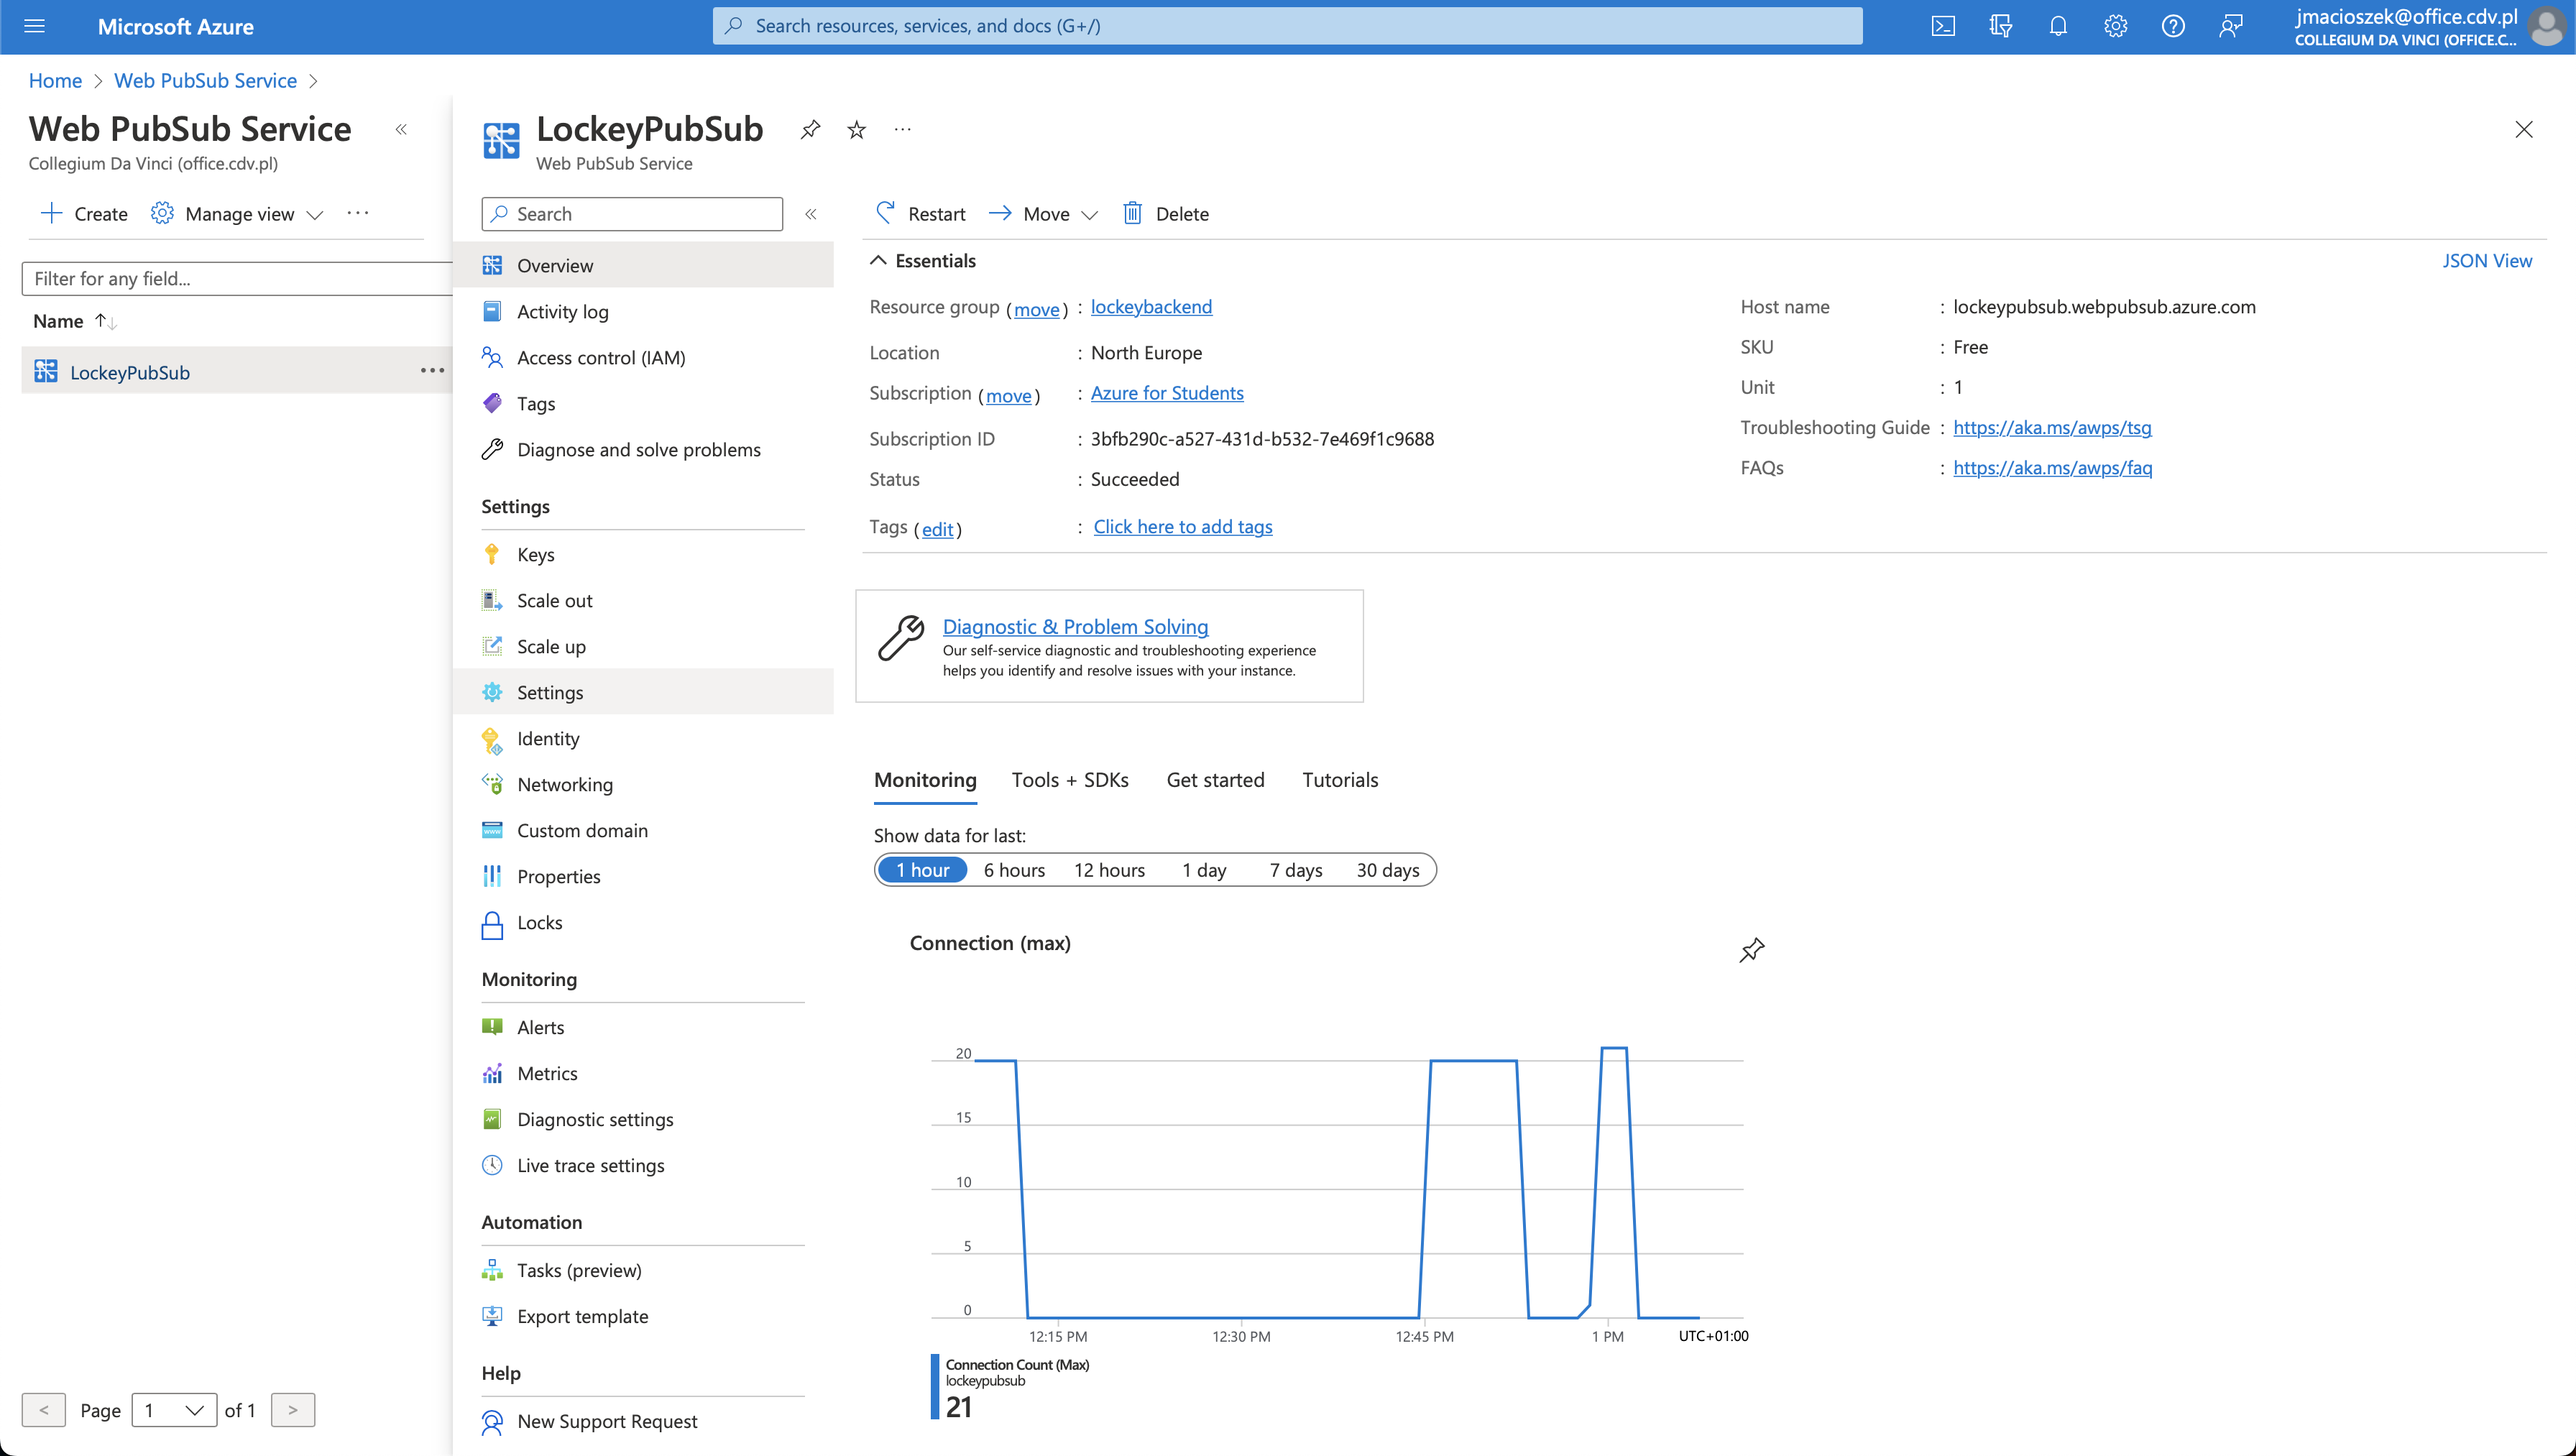 Microsoft Azure
Search resources, services, and docs (G+/)
jmacioszek@office.cdv.pl
COLLEGIUM DA VINCI (OFFICE.C...
Home > Web PubSub Service >
Web PubSub Service
Collegium Da Vinci (office.cdv.pl)
Create
Manage view
Filter for any field...
Name
LockeyPubSub
Page 1 of 1
LockeyPubSub
Web PubSub Service
Search
Overview
Activity log
Access control (IAM)
Tags
Diagnose and solve problems
Settings
Keys
Scale out
Scale up
Settings
Identity
Networking
Custom domain
Properties
Locks
Monitoring
Alerts
Metrics
Diagnostic settings
Live trace settings
Automation
Tasks (preview)
Export template
Help
New Support Request
Restart
Move
Delete
Essentials
JSON View
Resource group (move) : lockeybackend
Location : North Europe
Subscription (move) : Azure for Students
Subscription ID : 3bfb290c-a527-431d-b532-7e469f1c9688
Status : Succeeded
Tags (edit) : Click here to add tags
Host name : lockeypubsub.webpubsub.azure.com
SKU : Free
Unit : 1
Troubleshooting Guide : https://aka.ms/awps/tsg
FAQs : https://aka.ms/awps/faq
Diagnostic & Problem Solving
Our self-service diagnostic and troubleshooting experience
helps you identify and resolve issues with your instance.
Monitoring
Tools + SDKs
Get started
Tutorials
Show data for last:
1 hour
6 hours
12 hours
1 day
7 days
30 days
Connection (max)
20
15
10
5
0
12:15 PM
12:30 PM
12:45 PM
1 PM
UTC+01:00
Connection Count (Max)
lockeypubsub
21